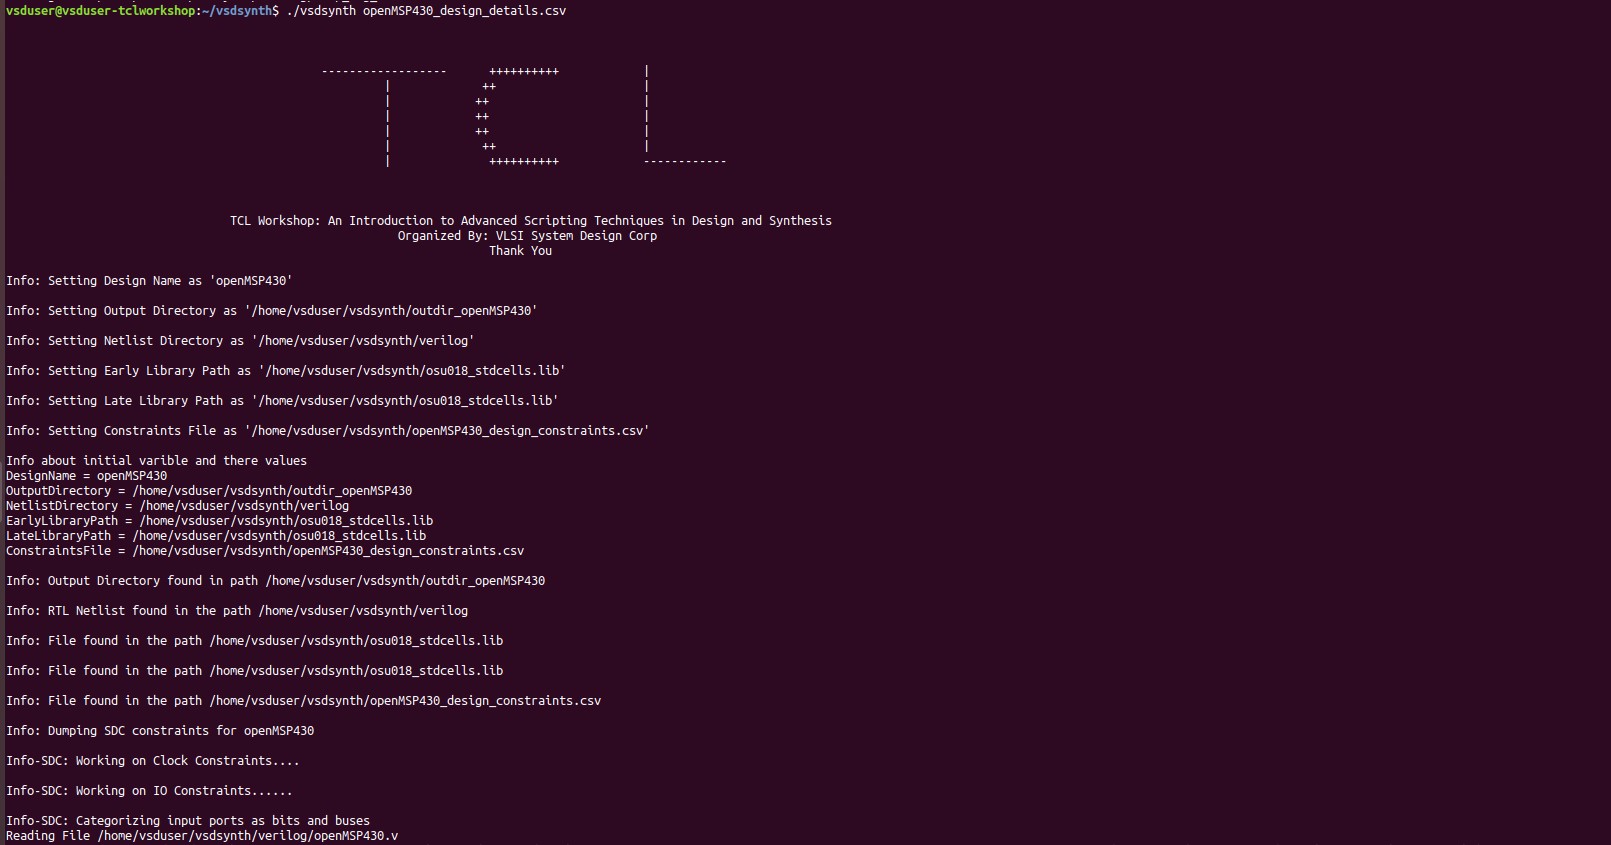 vsduser@vsduser-tclworkshop:~/vsdsynth$ ./vsdsynth openMSP430_design_details.csv
------------------ ++++++++++ |
| ++ |
| ++ |
| ++ |
| ++ |
| ++ |
| ++++++++++ ------------
TCL Workshop: An Introduction to Advanced Scripting Techniques in Design and Synthesis
Organized By: VLSI System Design Corp
Thank You
Info: Setting Design Name as 'openMSP430'
Info: Setting Output Directory as '/home/vsduser/vsdsynth/outdir_openMSP430'
Info: Setting Netlist Directory as '/home/vsduser/vsdsynth/verilog'
Info: Setting Early Library Path as '/home/vsduser/vsdsynth/osu018_stdcells.lib'
Info: Setting Late Library Path as '/home/vsduser/vsdsynth/osu018_stdcells.lib'
Info: Setting Constraints File as '/home/vsduser/vsdsynth/openMSP430_design_constraints.csv'
Info about initial varible and there values
DesignName = openMSP430
OutputDirectory = /home/vsduser/vsdsynth/outdir_openMSP430
NetlistDirectory = /home/vsduser/vsdsynth/verilog
EarlyLibraryPath = /home/vsduser/vsdsynth/osu018_stdcells.lib
LateLibraryPath = /home/vsduser/vsdsynth/osu018_stdcells.lib
ConstraintsFile = /home/vsduser/vsdsynth/openMSP430_design_constraints.csv
Info: Output Directory found in path /home/vsduser/vsdsynth/outdir_openMSP430
Info: RTL Netlist found in the path /home/vsduser/vsdsynth/verilog
Info: File found in the path /home/vsduser/vsdsynth/osu018_stdcells.lib
Info: File found in the path /home/vsduser/vsdsynth/osu018_stdcells.lib
Info: File found in the path /home/vsduser/vsdsynth/openMSP430_design_constraints.csv
Info: Dumping SDC constraints for openMSP430
Info-SDC: Working on Clock Constraints....
Info-SDC: Working on IO Constraints......
Info-SDC: Categorizing input ports as bits and buses
Reading File /home/vsduser/vsdsynth/verilog/openMSP430.v